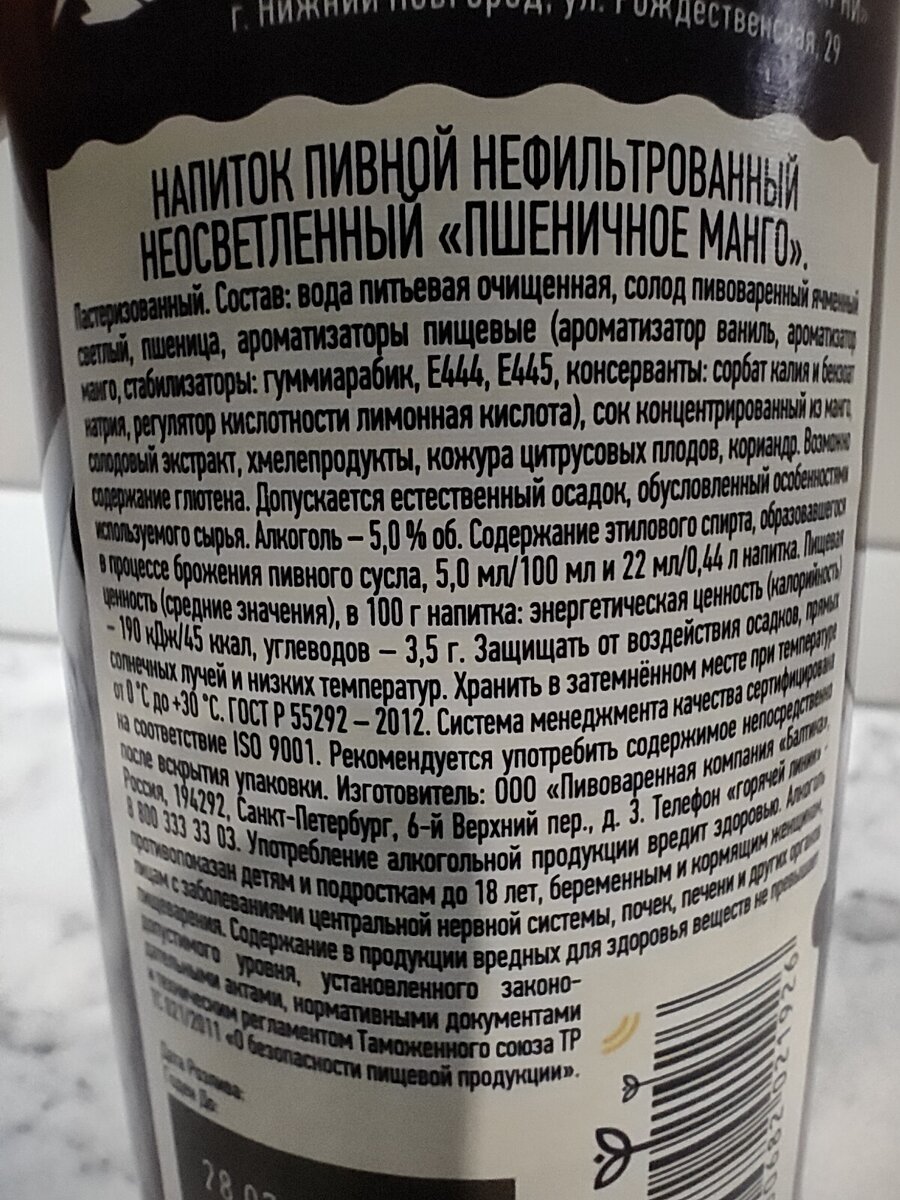 г. Нижний Новгород, ул. Рождественская, 29
НАПИТОК ПИВНОЙ НЕФИЛЬТРОВАННЫЙ
НЕОСВЕТЛЕННЫЙ «ПШЕНИЧНОЕ МАНГО».
Пастеризованный. Состав: вода питьевая очищенная, солод пивоваренный ячменный
светлый, пшеница, ароматизаторы пищевые (ароматизатор ваниль, ароматизатор
манго, стабилизаторы: гуммиарабик, Е444, Е445, консерванты: сорбат калия и бензоат
натрия, регулятор кислотности лимонная кислота), сок концентрированный из манго,
солодовый экстракт, хмелепродукты, кожура цитрусовых плодов, кориандр. Возможно
содержание глютена. Допускается естественный осадок, обусловленный особенностями
используемого сырья. Алкоголь – 5,0 % об. Содержание этилового спирта, образовавшегося
в процессе брожения пивного сусла, 5,0 мл/100 мл и 22 мл/0,44 л напитка. Пищевая
ценность (средние значения), в 100 г напитка: энергетическая ценность (калорийность)
– 190 кДж/45 ккал, углеводов – 3,5 г. Защищать от воздействия осадков, прямых
солнечных лучей и низких температур. Хранить в затемнённом месте при температуре
от 0 °С до +30 °С. ГОСТ Р 55292 – 2012. Система менеджмента качества сертифицирована
на соответствие ISO 9001. Рекомендуется употребить содержимое непосредственно
после вскрытия упаковки. Изготовитель: ООО «Пивоваренная компания «Балтика»,
Россия, 194292, Санкт-Петербург, 6-й Верхний пер., д. 3. Телефон «горячей линии» -
8 800 333 33 03. Употребление алкогольной продукции вредит здоровью. Алкоголь
противопоказан детям и подросткам до 18 лет, беременным и кормящим женщинам,
лицам с заболеваниями центральной нервной системы, почек, печени и других органов
пищеварения. Содержание в продукции вредных для здоровья веществ не превышает
допустимого уровня, установленного законо-
дательными актами, нормативными документами
и техническим регламентом Таможенного союза ТР
ТС 021/2011 «О безопасности пищевой продукции».
Дата Розлива:
Годен До: